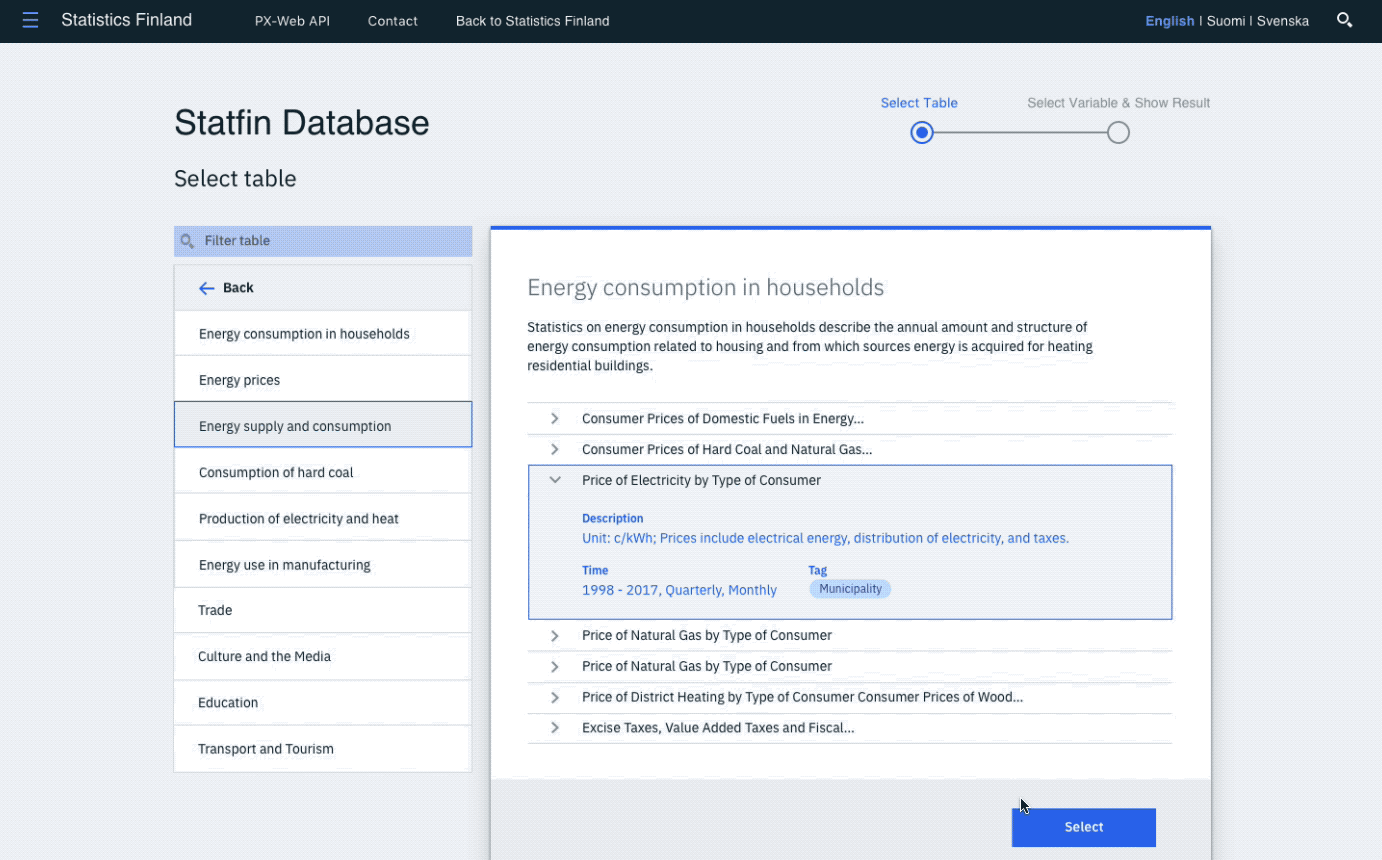 Statistics Finland
PX-Web API
Contact
Back to Statistics Finland
English | Suomi | Svenska
Statfin Database
Select Table
Select Variable & Show Result
Select table
Filter table
Back
Energy consumption in households
Energy prices
Energy supply and consumption
Consumption of hard coal
Production of electricity and heat
Energy use in manufacturing
Trade
Culture and the Media
Education
Transport and Tourism
Energy consumption in households
Statistics on energy consumption in households describe the annual amount and structure of
energy consumption related to housing and from which sources energy is acquired for heating
residential buildings.
Consumer Prices of Domestic Fuels in Energy...
Consumer Prices of Hard Coal and Natural Gas...
Price of Electricity by Type of Consumer
Description
Unit: c/kWh; Prices include electrical energy, distribution of electricity, and taxes.
Time
1998 - 2017, Quarterly, Monthly
Tag
Municipality
Price of Natural Gas by Type of Consumer
Price of Natural Gas by Type of Consumer
Price of District Heating by Type of Consumer Consumer Prices of Wood...
Excise Taxes, Value Added Taxes and Fiscal...
Select